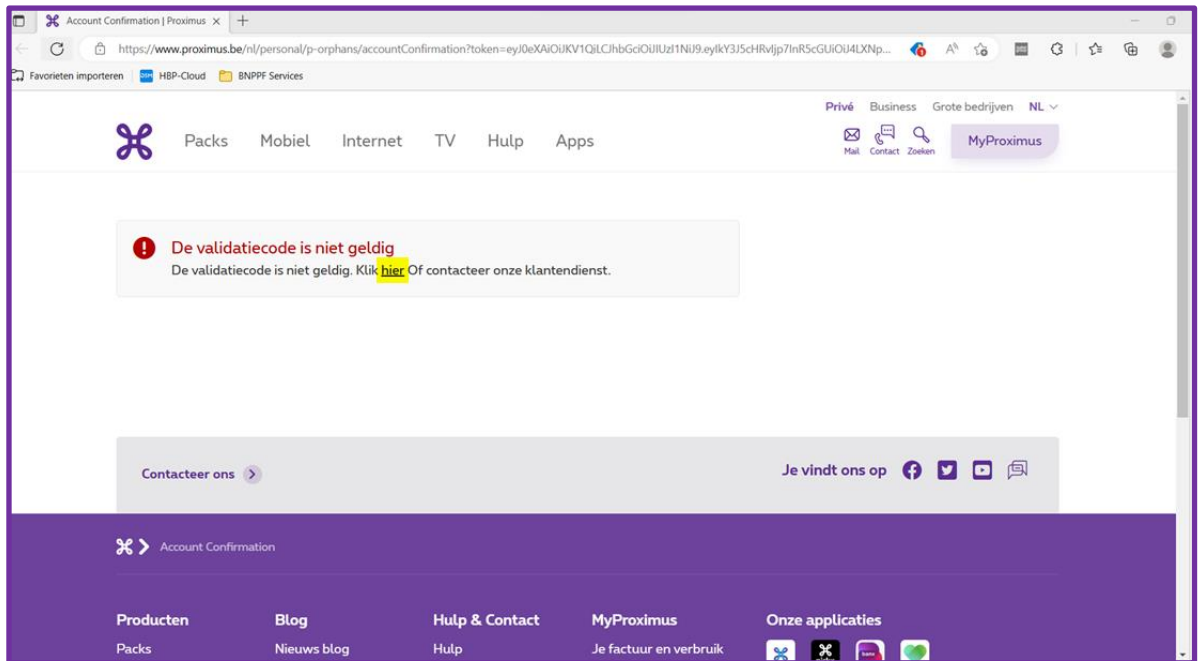 Account Confirmation | Proximus
https://www.proximus.be/nl/personal/p-orphans/accountConfirmation?token=eyJ0eXAiOiJKV1QiLCJhbGciOiJIUzI1NiJ9.eyIkY3J5cHRvIjp7InR5cGUiOiJ4LXNp...
Favorieten importeren HBP-Cloud BNPPF Services
Privé Business Grote bedrijven NL
Packs Mobiel Internet TV Hulp Apps
Mail Contact Zoeken MyProximus
De validatiecode is niet geldig
De validatiecode is niet geldig. Klik hier Of contacteer onze klantendienst.
Contacteer ons
Je vindt ons op
Account Confirmation
Producten Blog Hulp & Contact MyProximus Onze applicaties
Packs Nieuws blog Hulp Je factuur en verbruik